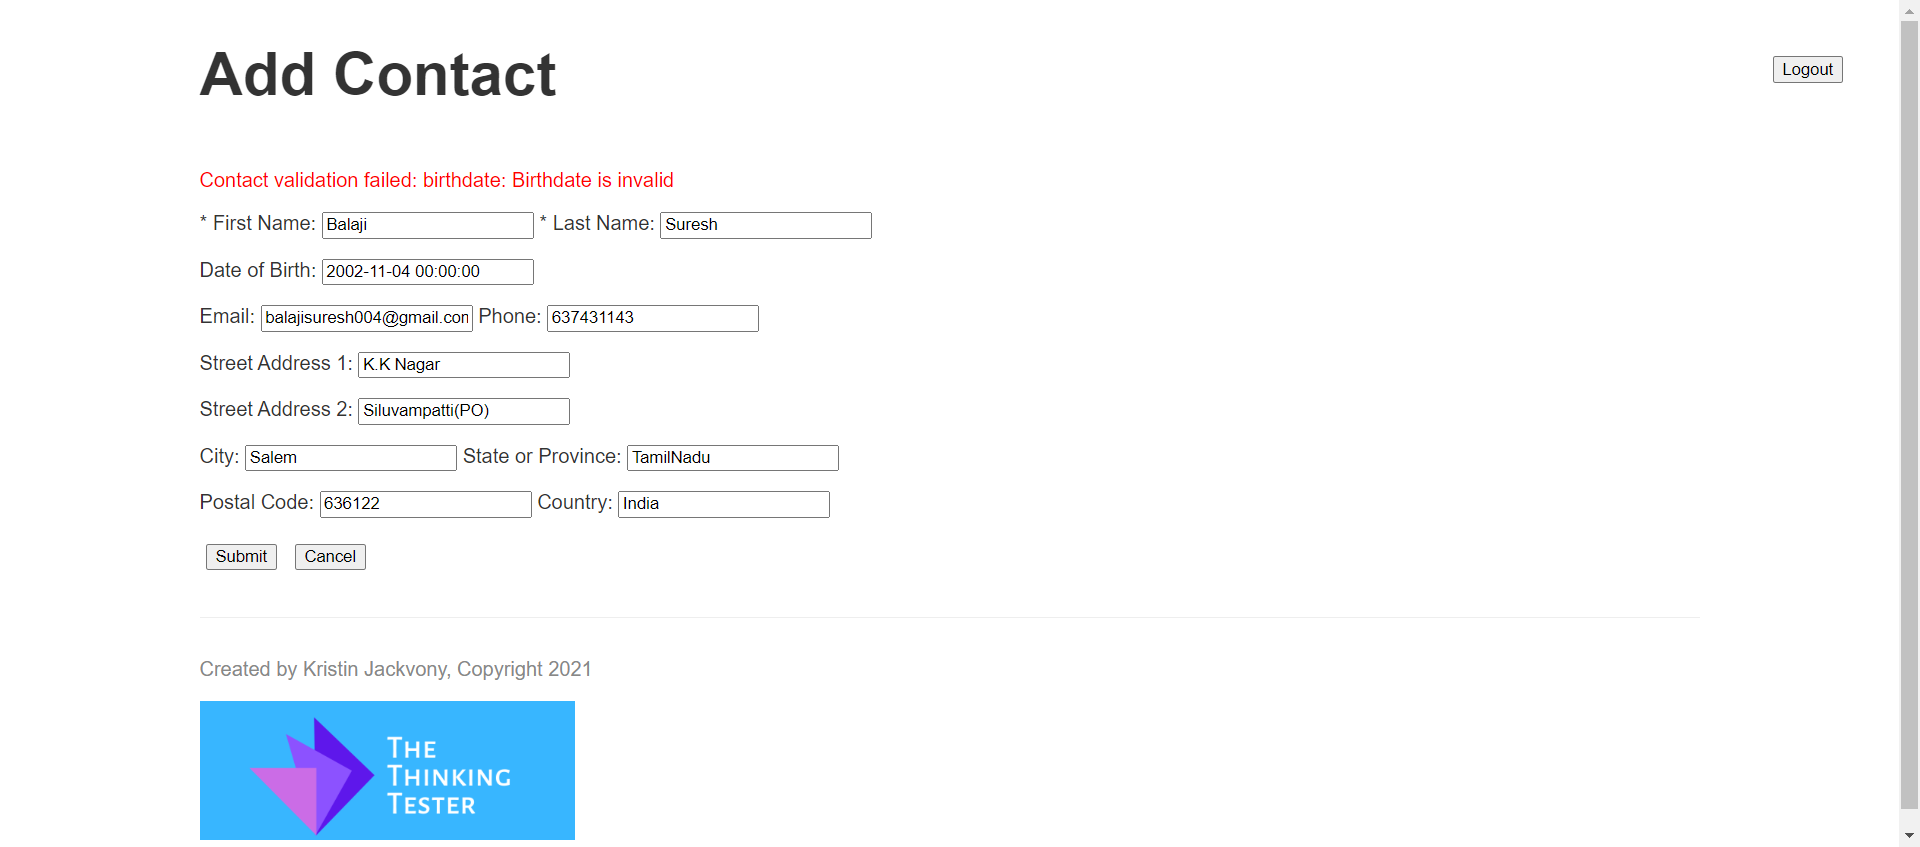 Add Contact
Logout
Contact validation failed: birthdate: Birthdate is invalid
* First Name: Balaji * Last Name: Suresh
Date of Birth: 2002-11-04 00:00:00
Email: balajisuresh004@gmail.com Phone: 637431143
Street Address 1: K.K Nagar
Street Address 2: Siluvampatti(PO)
City: Salem State or Province: TamilNadu
Postal Code: 636122 Country: India
Submit Cancel
Created by Kristin Jackvony, Copyright 2021
THE
THINKING
TESTER